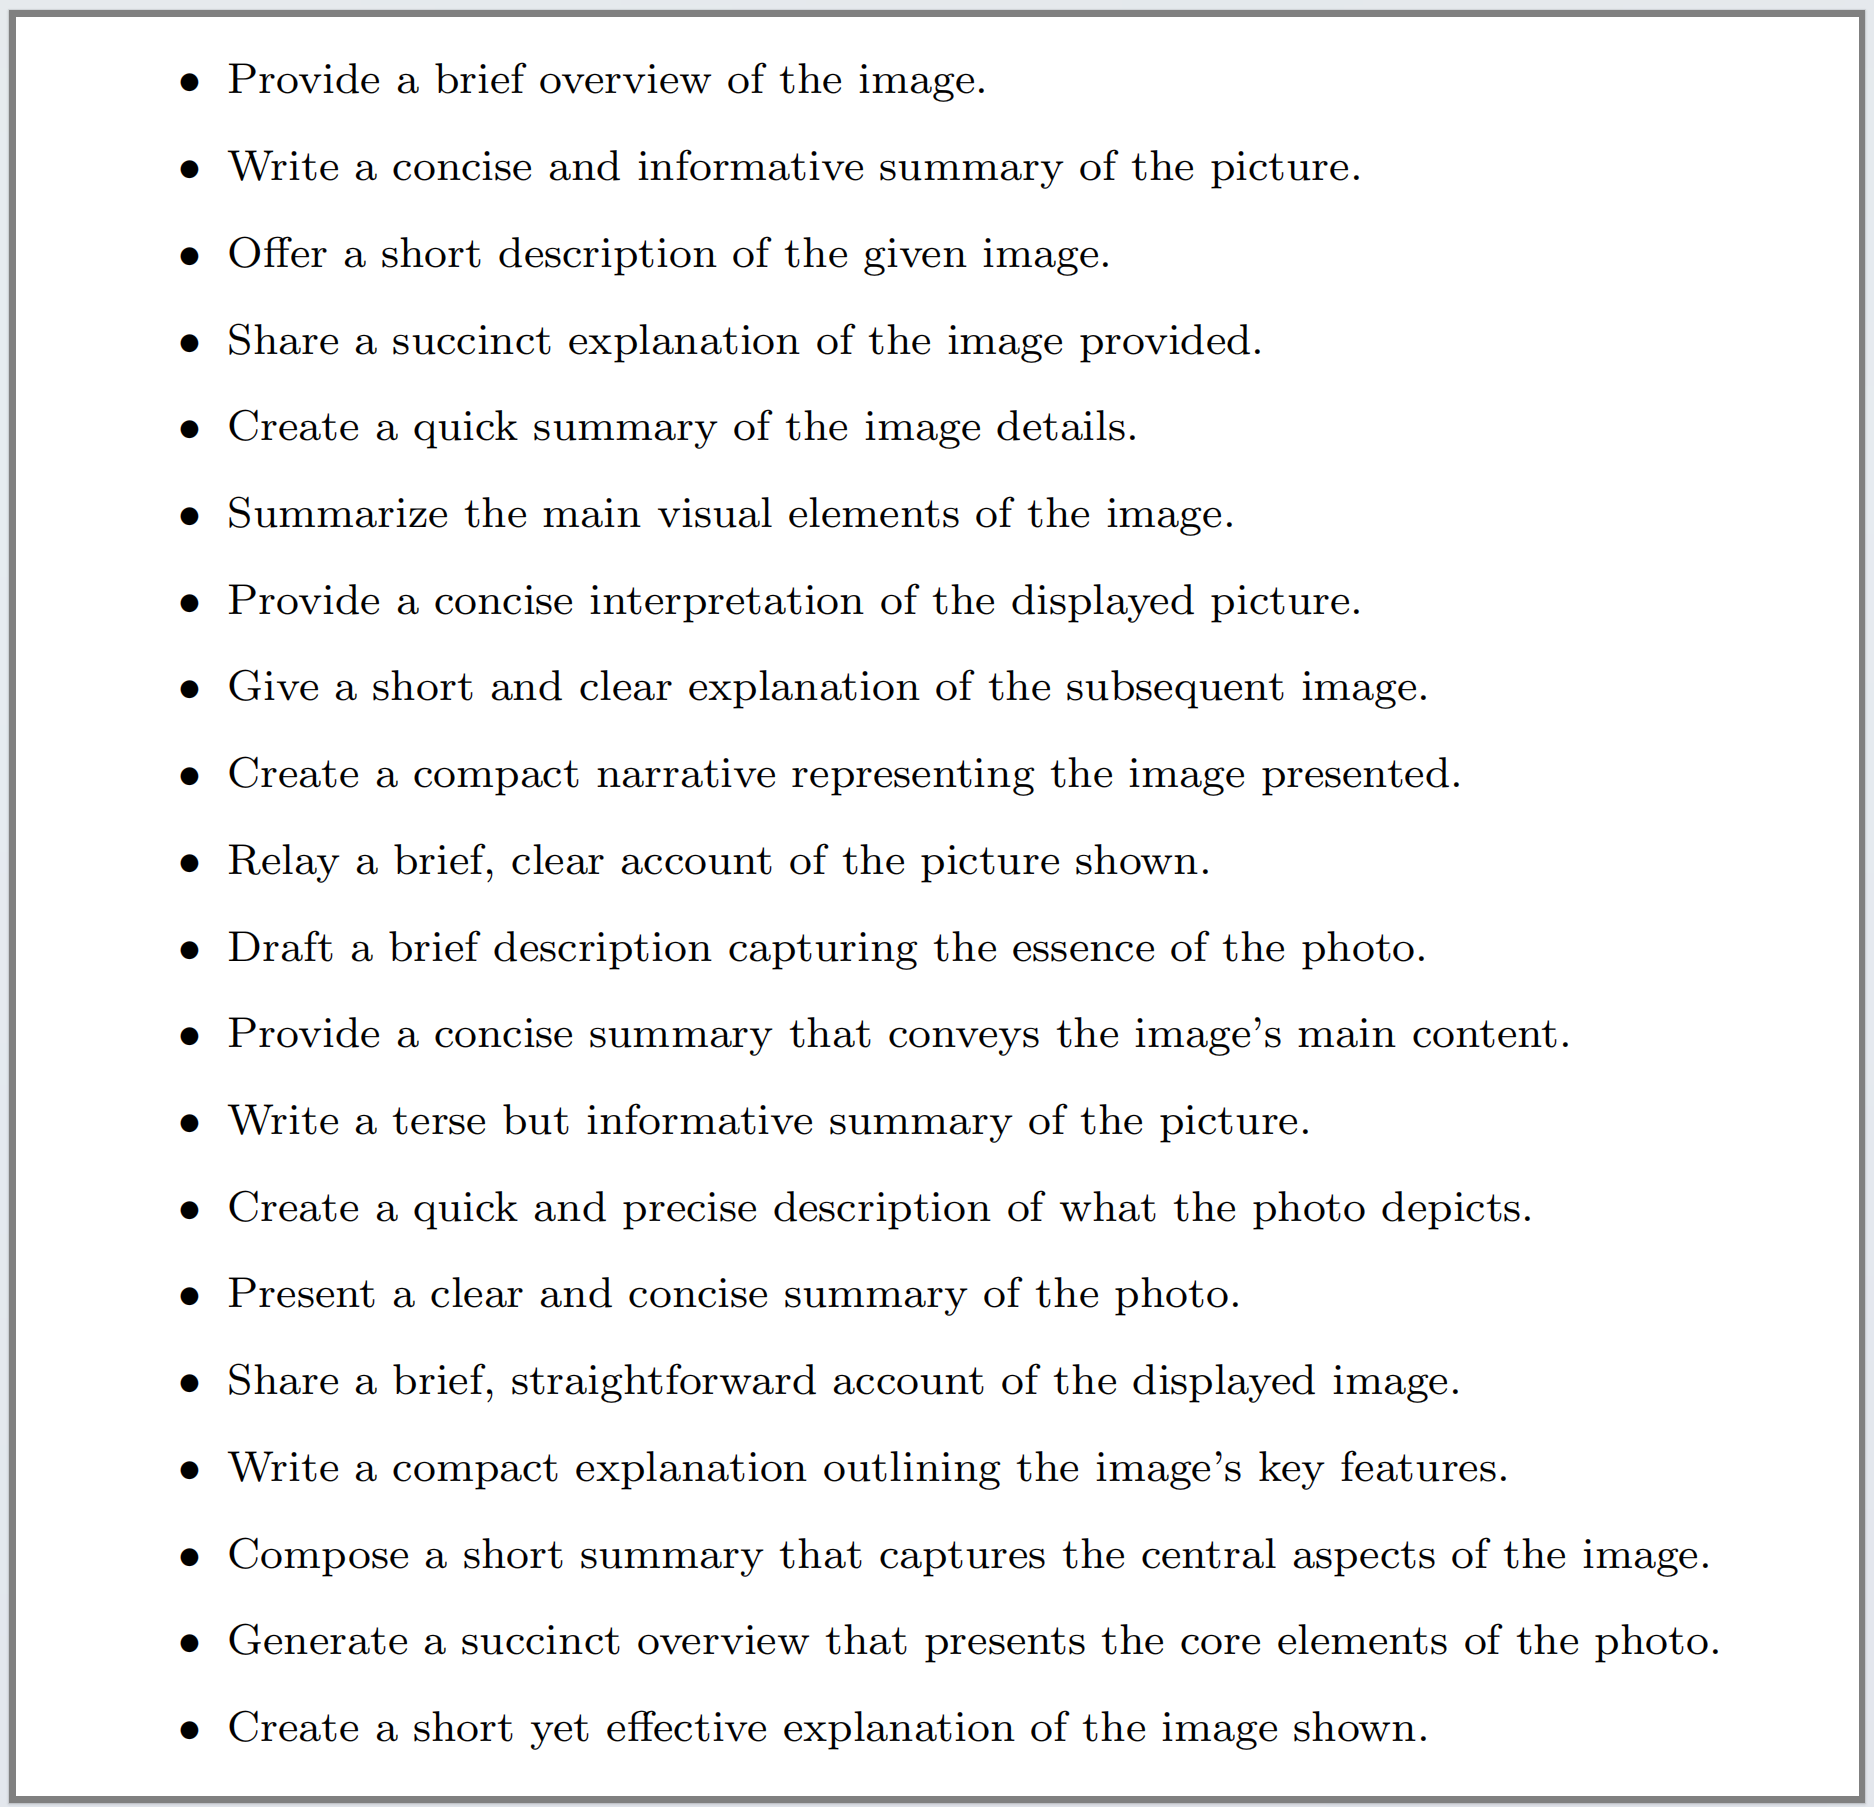 • Provide a brief overview of the image.
• Write a concise and informative summary of the picture.
• Offer a short description of the given image.
• Share a succinct explanation of the image provided.
• Create a quick summary of the image details.
• Summarize the main visual elements of the image.
• Provide a concise interpretation of the displayed picture.
• Give a short and clear explanation of the subsequent image.
• Create a compact narrative representing the image presented.
• Relay a brief, clear account of the picture shown.
• Draft a brief description capturing the essence of the photo.
• Provide a concise summary that conveys the image’s main content.
• Write a terse but informative summary of the picture.
• Create a quick and precise description of what the photo depicts.
• Present a clear and concise summary of the photo.
• Share a brief, straightforward account of the displayed image.
• Write a compact explanation outlining the image’s key features.
• Compose a short summary that captures the central aspects of the image.
• Generate a succinct overview that presents the core elements of the photo.
• Create a short yet effective explanation of the image shown.